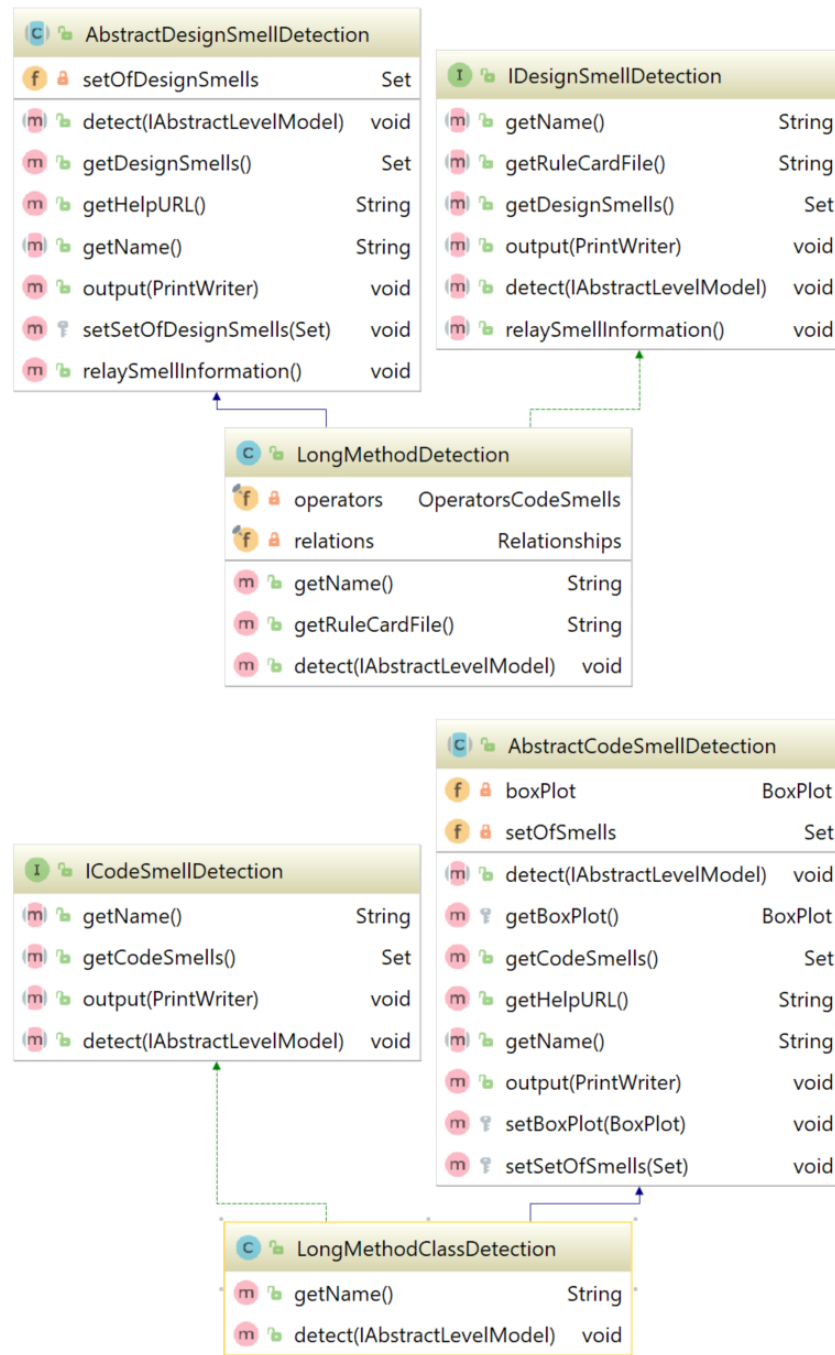 C AbstractDesignSmellDetection
f setOfDesignSmells Set
m detect(IAbstractLevelModel) void
m getDesignSmells() Set
m getHelpURL() String
m getName() String
m output(PrintWriter) void
m setSetOfDesignSmells(Set) void
m relaySmellInformation() void
I IDesignSmellDetection
m getName() String
m getRuleCardFile() String
m getDesignSmells() Set
m output(PrintWriter) void
m detect(IAbstractLevelModel) void
m relaySmellInformation() void
C LongMethodDetection
f operators OperatorsCodeSmells
f relations Relationships
m getName() String
m getRuleCardFile() String
m detect(IAbstractLevelModel) void
C AbstractCodeSmellDetection
f boxPlot BoxPlot
f setOfSmells Set
m detect(IAbstractLevelModel) void
m getBoxPlot() BoxPlot
m getCodeSmells() Set
m getHelpURL() String
m getName() String
m output(PrintWriter) void
m setBoxPlot(BoxPlot) void
m setSetOfSmells(Set) void
I ICodeSmellDetection
m getName() String
m getCodeSmells() Set
m output(PrintWriter) void
m detect(IAbstractLevelModel) void
C LongMethodClassDetection
m getName() String
m detect(IAbstractLevelModel) void